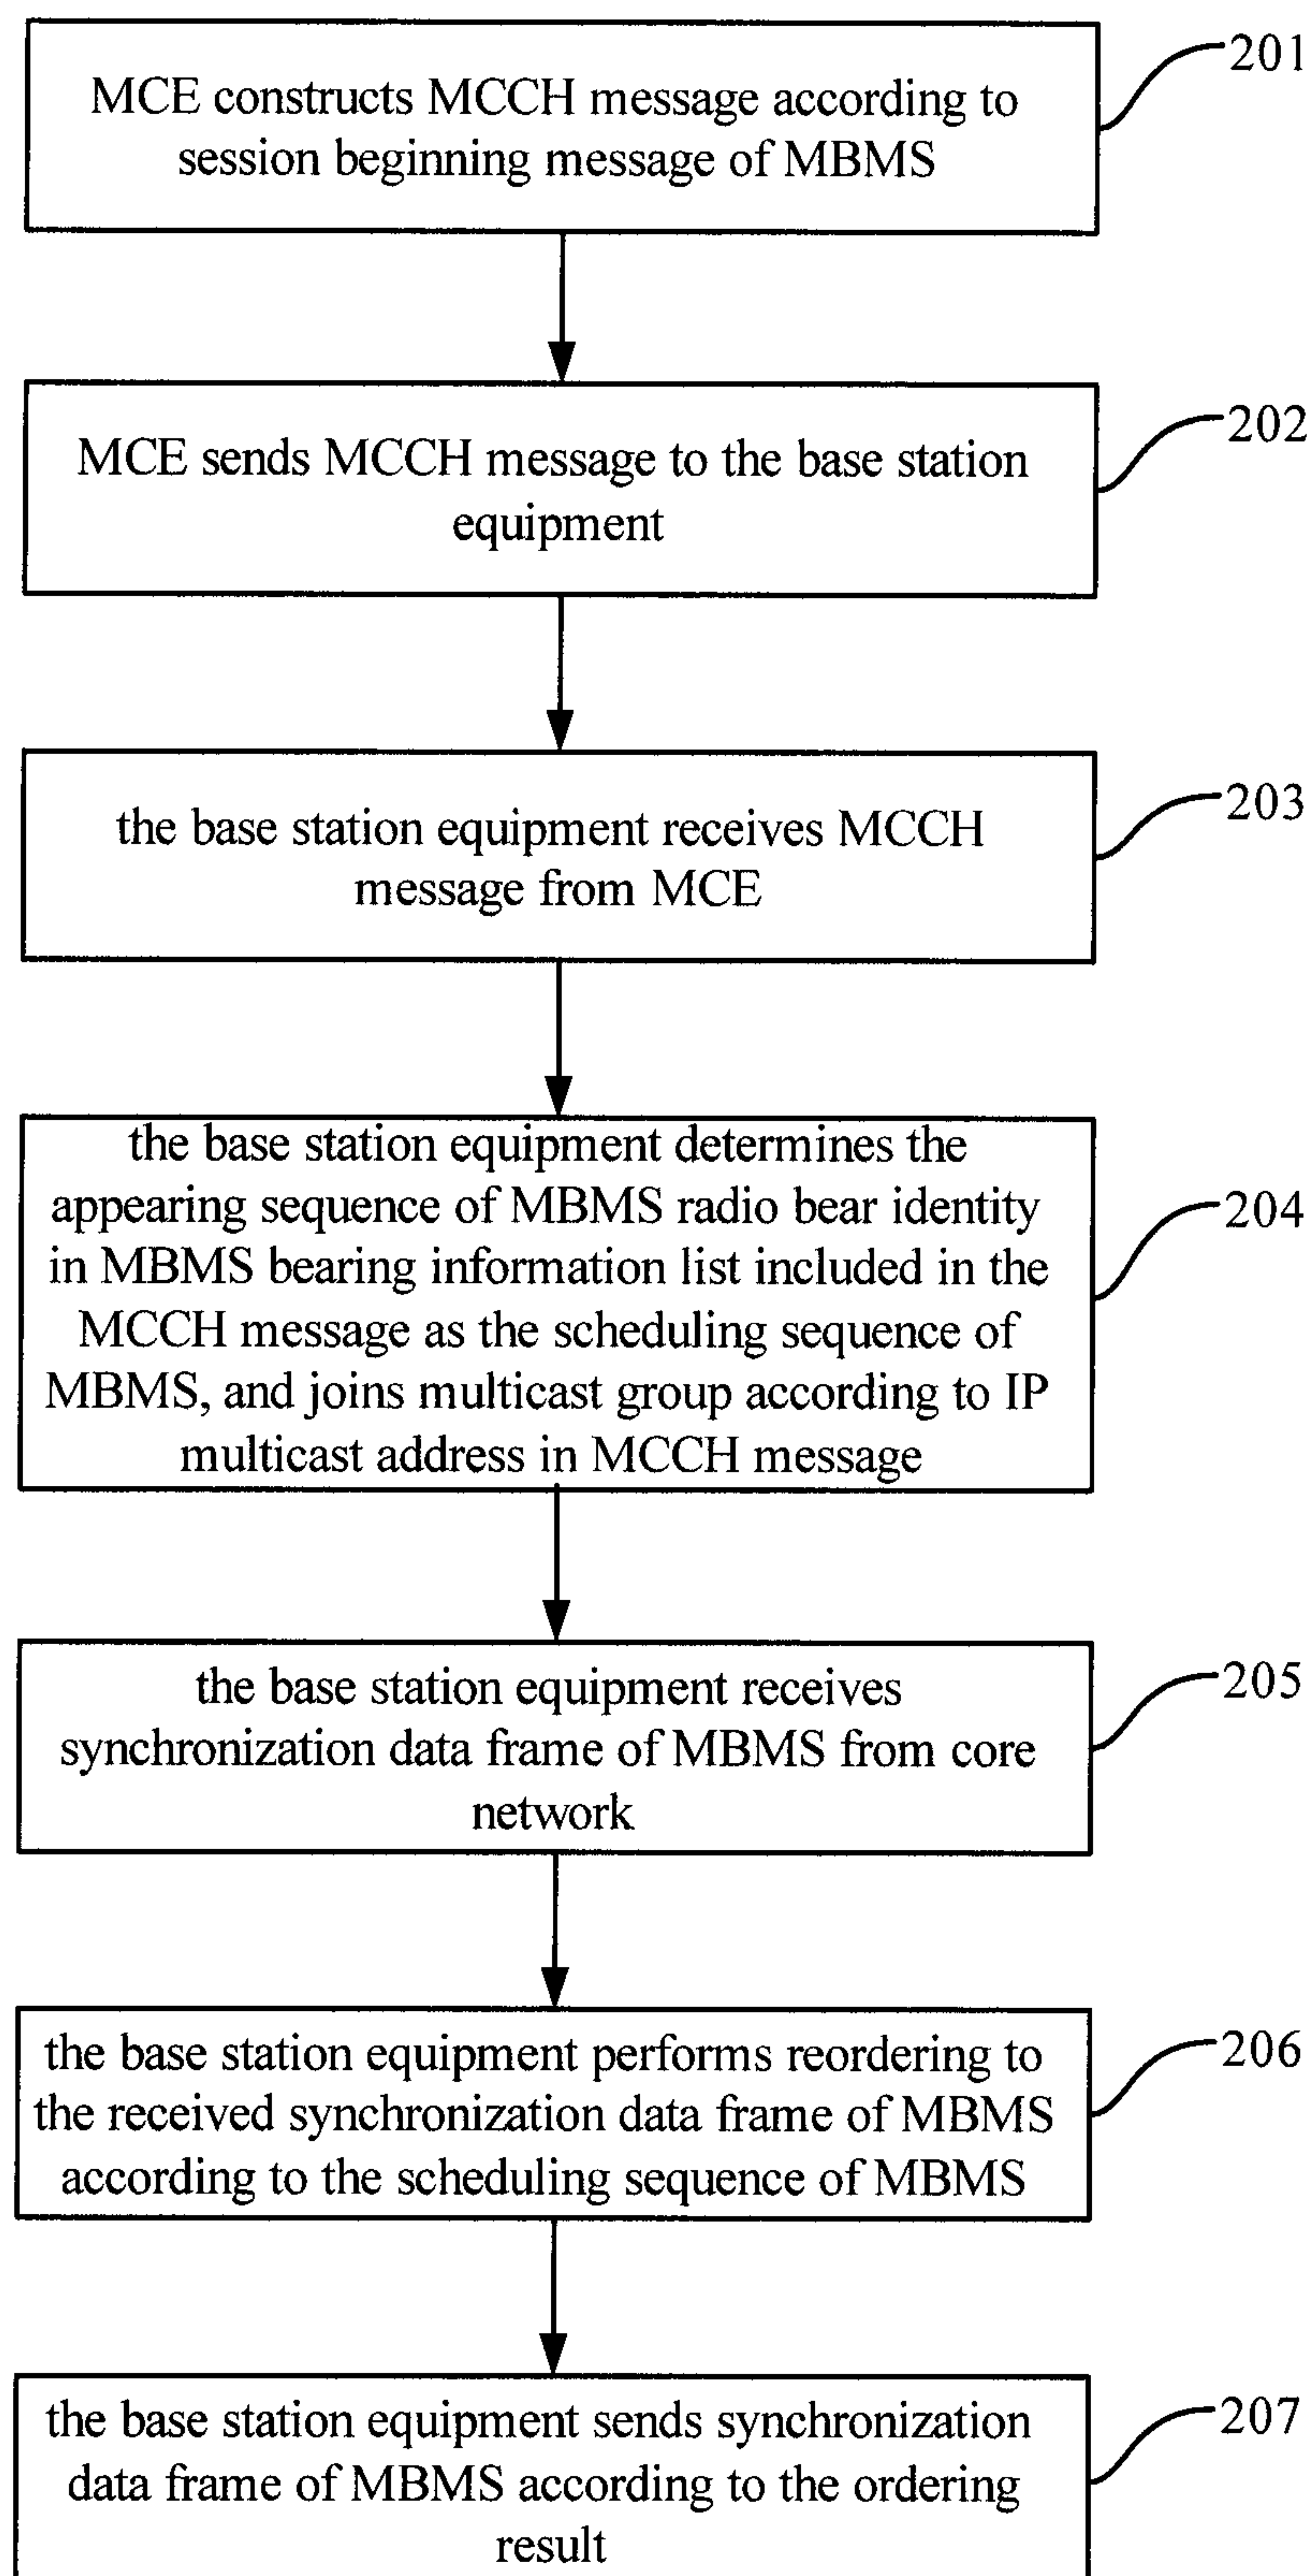 MCE constructs MCCH message according to
session beginning message of MBMS
201
MCE sends MCCH message to the base station
equipment
202
the base station equipment receives MCCH
message from MCE
203
the base station equipment determines the
appearing sequence of MBMS radio bear identity
in MBMS bearing information list included in the
MCCH message as the scheduling sequence of
MBMS, and joins multicast group according to IP
multicast address in MCCH message
204
the base station equipment receives
synchronization data frame of MBMS from core
network
205
the base station equipment performs reordering to
the received synchronization data frame of MBMS
according to the scheduling sequence of MBMS
206
the base station equipment sends synchronization
data frame of MBMS according to the ordering
result
207